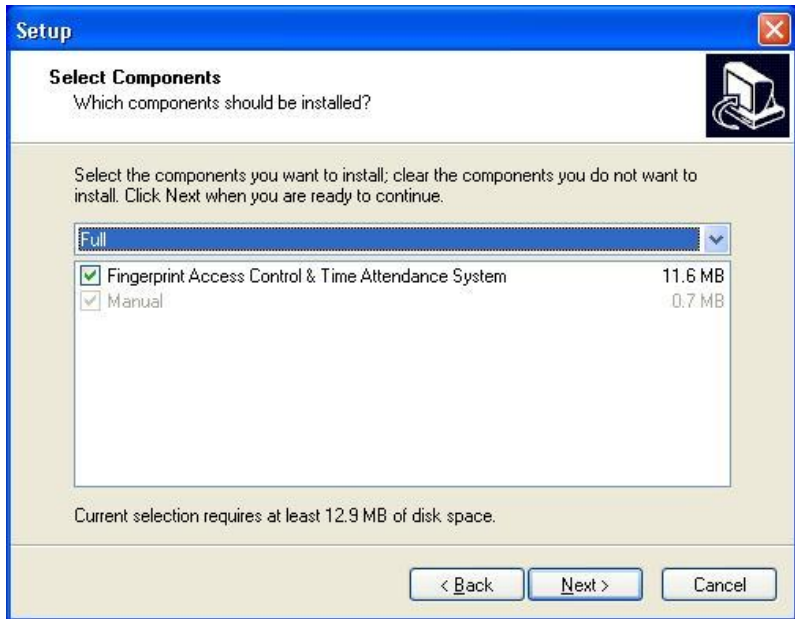 Setup
Select Components
Which components should be installed?
Select the components you want to install; clear the components you do not want to
install. Click Next when you are ready to continue.
Full
Fingerprint Access Control & Time Attendance System 11.6 MB
Manual 0.7 MB
Current selection requires at least 12.9 MB of disk space.
< Back Next > Cancel